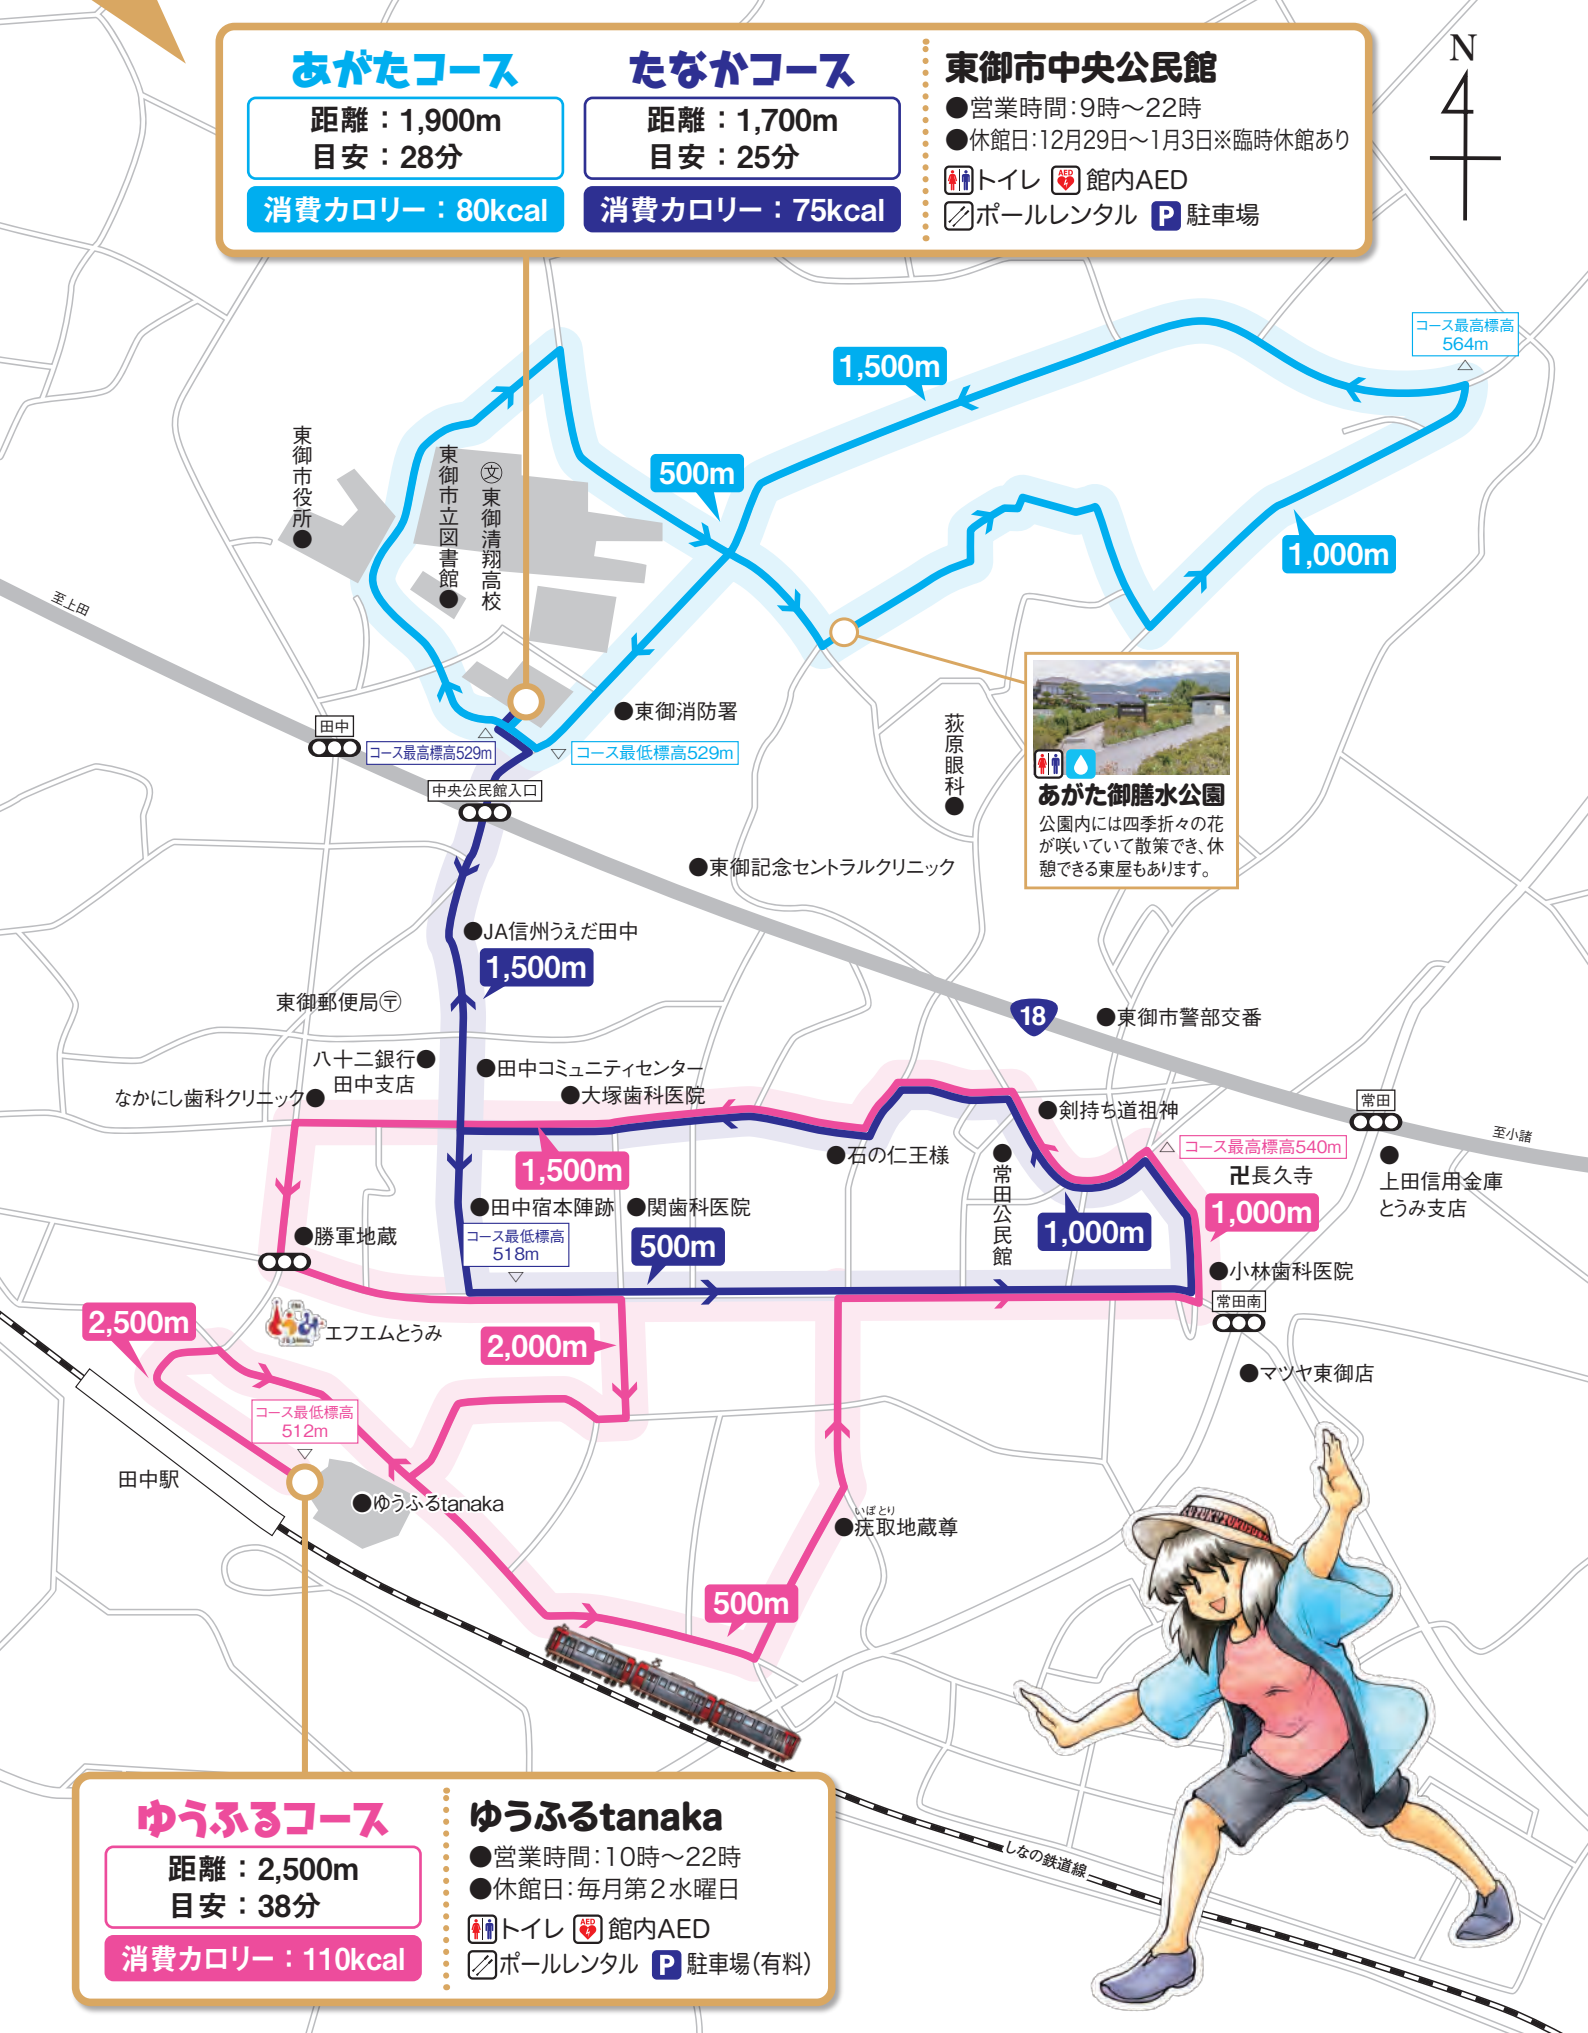 あがたコース
距離：1,900m
目安：28分
消費カロリー：80kcal
たなかコース
距離：1,700m
目安：25分
消費カロリー：75kcal
東御市中央公民館
●営業時間：9時～22時
●休館日：12月29日～1月3日※臨時休館あり
トイレ AED 館内AED
ポールレンタル P 駐車場
N
コース最高標高
564m
1,500m
500m
1,000m
東御市役所●
東御市立図書館●
文東御清翔高校
至上田
田中
●東御消防署
コース最高標高529m
コース最低標高529m
中央公民館入口
荻原眼科●
あがた御膳水公園
公園内には四季折々の花
が咲いていて散策でき、休
憩できる東屋もあります。
●東御記念セントラルクリニック
●JA信州うえだ田中
1,500m
東御郵便局〒
18
●東御市警部交番
八十二銀行●
田中支店
●田中コミュニティセンター
なかにし歯科クリニック●
●大塚歯科医院
●剣持ち道祖神
常田
至小諸
●石の仁王様
●常田公民館
コース最高標高540m
卍長久寺
●
上田信用金庫
とうみ支店
1,500m
1,000m
1,000m
●田中宿本陣跡
●関歯科医院
コース最低標高
518m
500m
●勝軍地蔵
●小林歯科医院
常田南
2,500m
エフエムとうみ
2,000m
●マツヤ東御店
コース最低標高
512m
田中駅
●ゆうふるtanaka
いぼとり
●疣取地蔵尊
500m
ゆうふるコース
距離：2,500m
目安：38分
消費カロリー：110kcal
ゆうふるtanaka
●営業時間：10時～22時
●休館日：毎月第2水曜日
トイレ AED 館内AED
ポールレンタル P 駐車場（有料）
しなの鉄道線